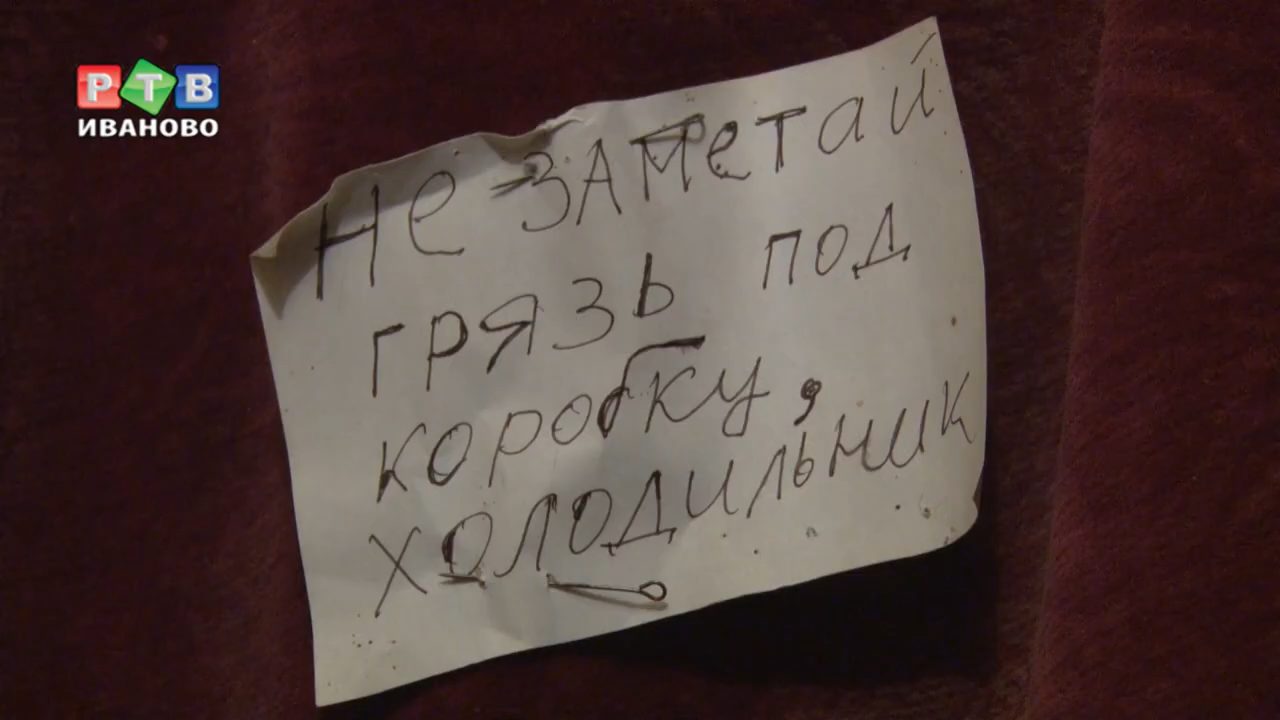 РТВ
ИВАНОВО
Не ЗАМетай
грязь под
коробку,
холодильник